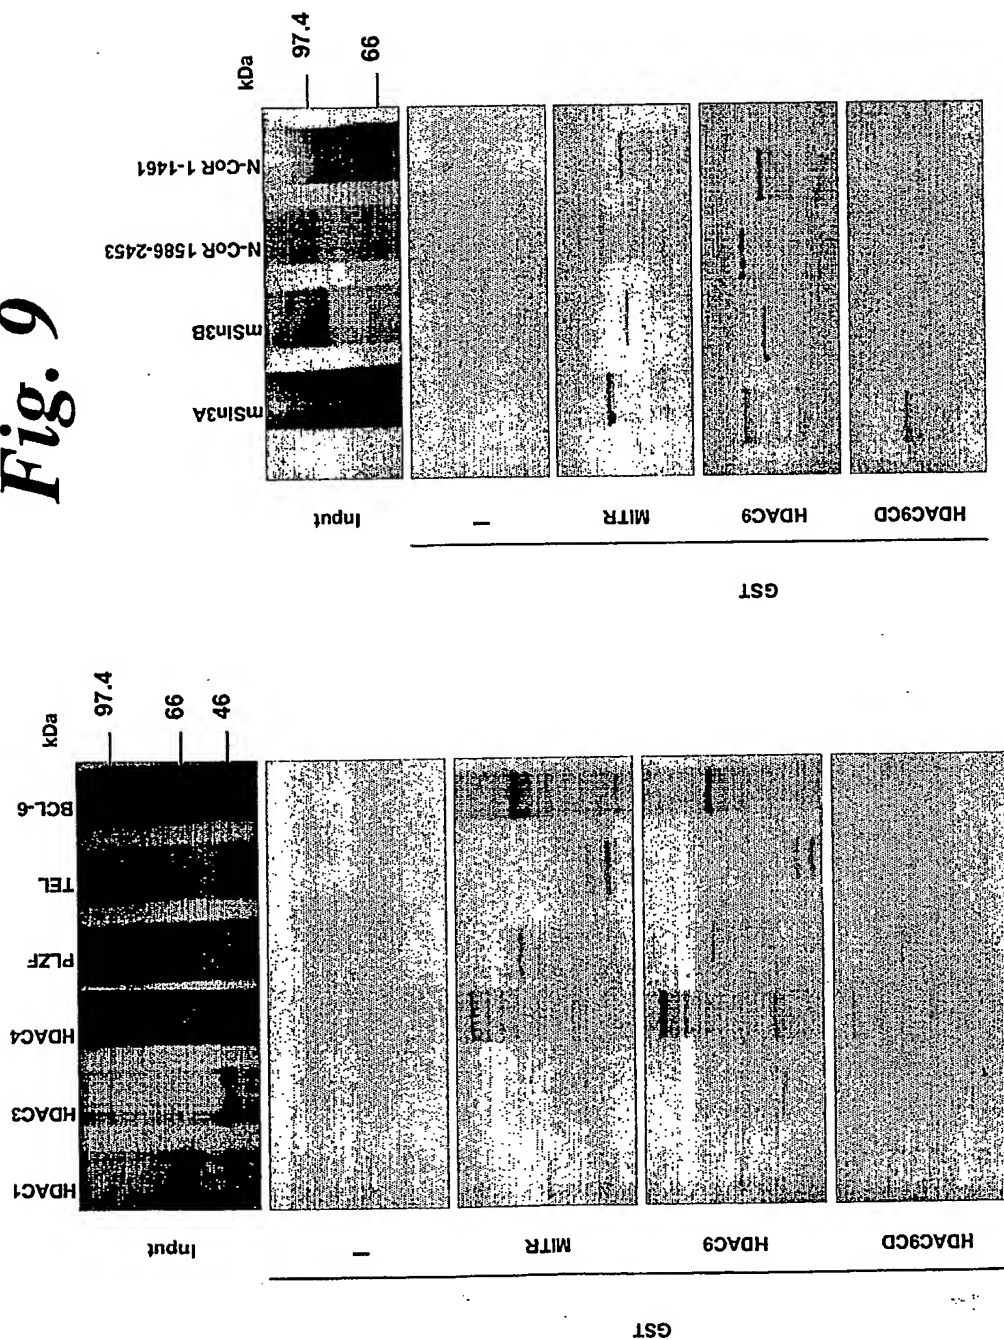 Fig. 9
kDa
97.4
66
N-CoR 1-1461
N-CoR 1586-2453
mSin3B
mSin3A
Input
–
MITR
HDAC9
HDAC9CD
GST
kDa
97.4
66
46
BCL-6
TEL
PLZF
HDAC4
HDAC3
HDAC1
Input
–
MITR
HDAC9
HDAC9CD
GST